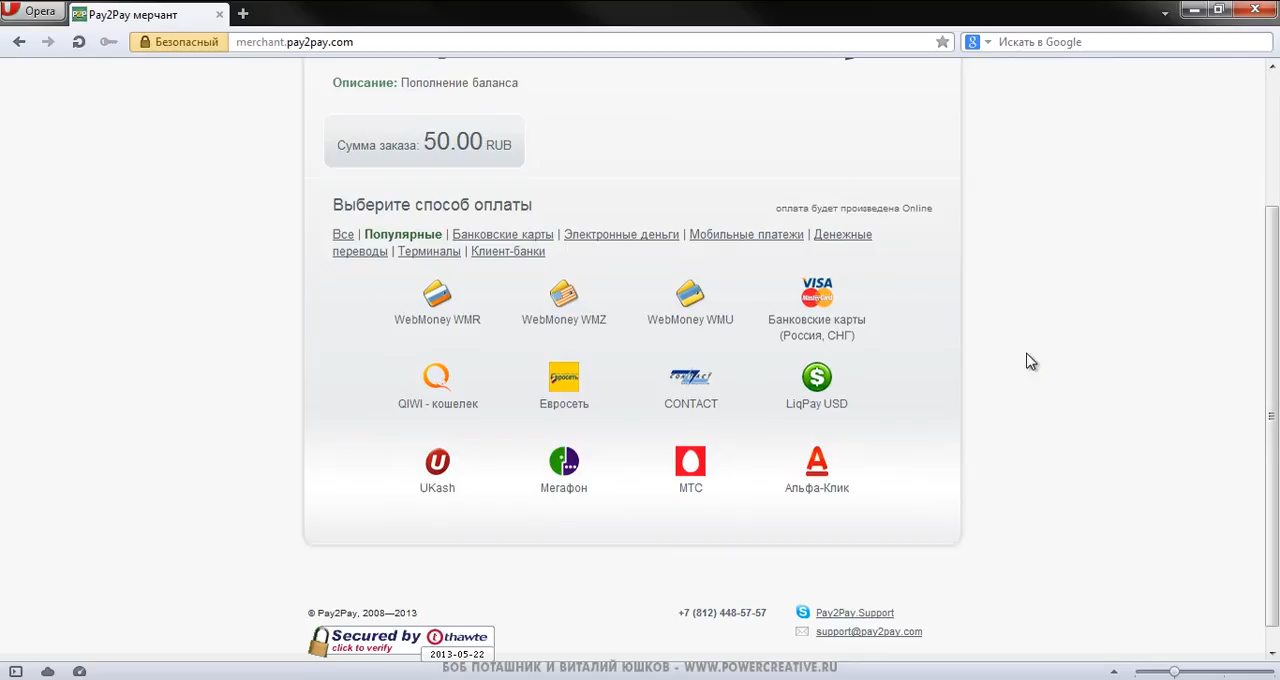 Opera
Pay2Pay мерчант
Безопасный
merchant.pay2pay.com
Искать в Google
Описание: Пополнение баланса
Сумма заказа: 50.00 RUB
Выберите способ оплаты
оплата будет произведена Online
Все | Популярные | Банковские карты | Электронные деньги | Мобильные платежи | Денежные
переводы | Терминалы | Клиент-банки
VISA
MasterCard
WebMoney WMR
WebMoney WMZ
WebMoney WMU
Банковские карты
(Россия, СНГ)
Евросеть
CONTACT
QIWI - кошелек
Евросеть
CONTACT
LiqPay USD
UKash
Мегафон
МТС
Альфа-Клик
© Pay2Pay, 2008—2013
+7 (812) 448-57-57
Pay2Pay.Support
support@pay2pay.com
Secured by thawte
click to verify
2013-05-22
БОБ ПОТАШНИК И ВИТАЛИЙ ЮШКОВ - WWW.POWERCREATIVE.RU